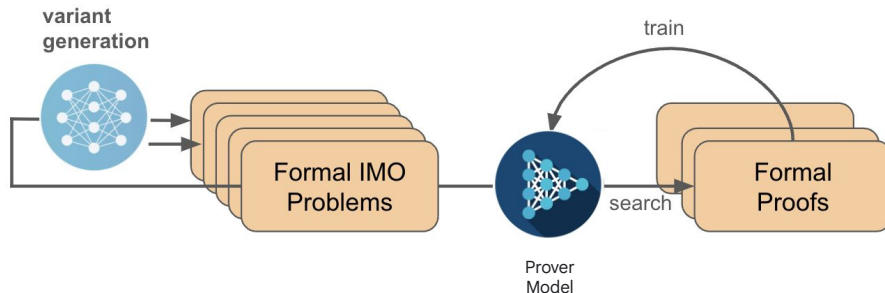 variant
generation
train
Formal IMO
Problems
search
Formal
Proofs
Prover
Model